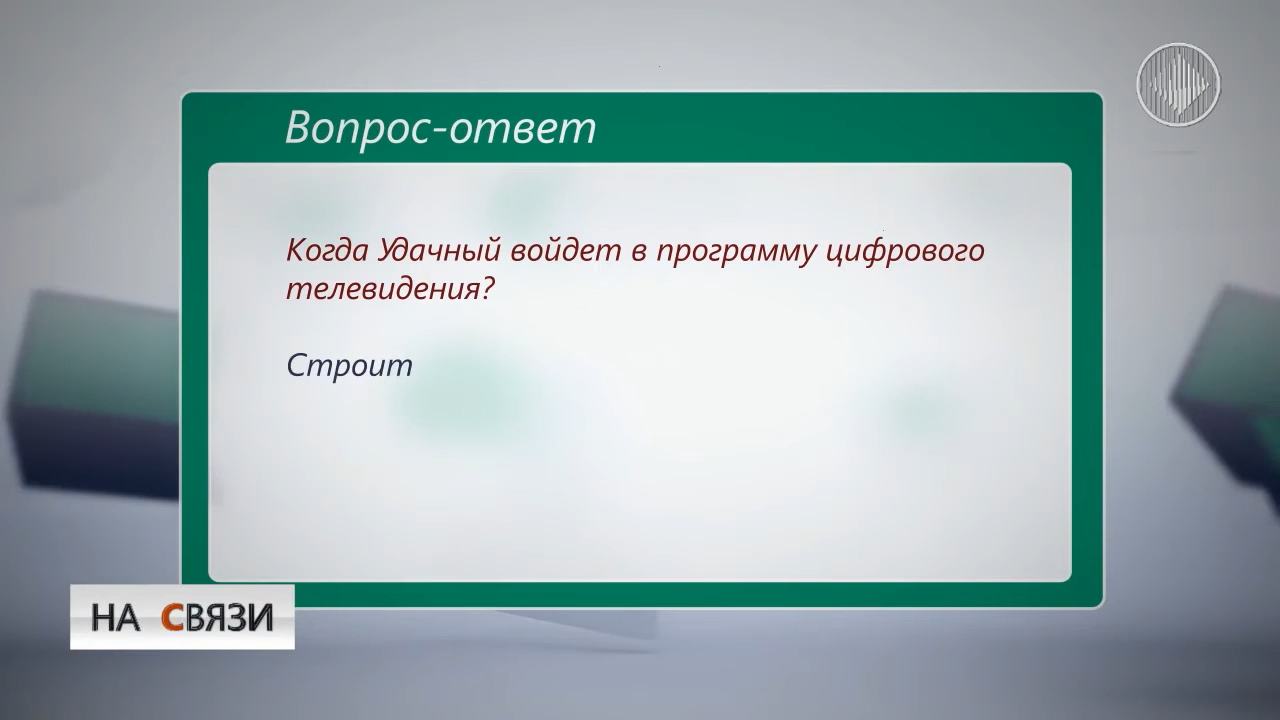 Вопрос-ответ
Когда Удачный войдет в программу цифрового
телевидения?
Строит
НА СВЯЗИ